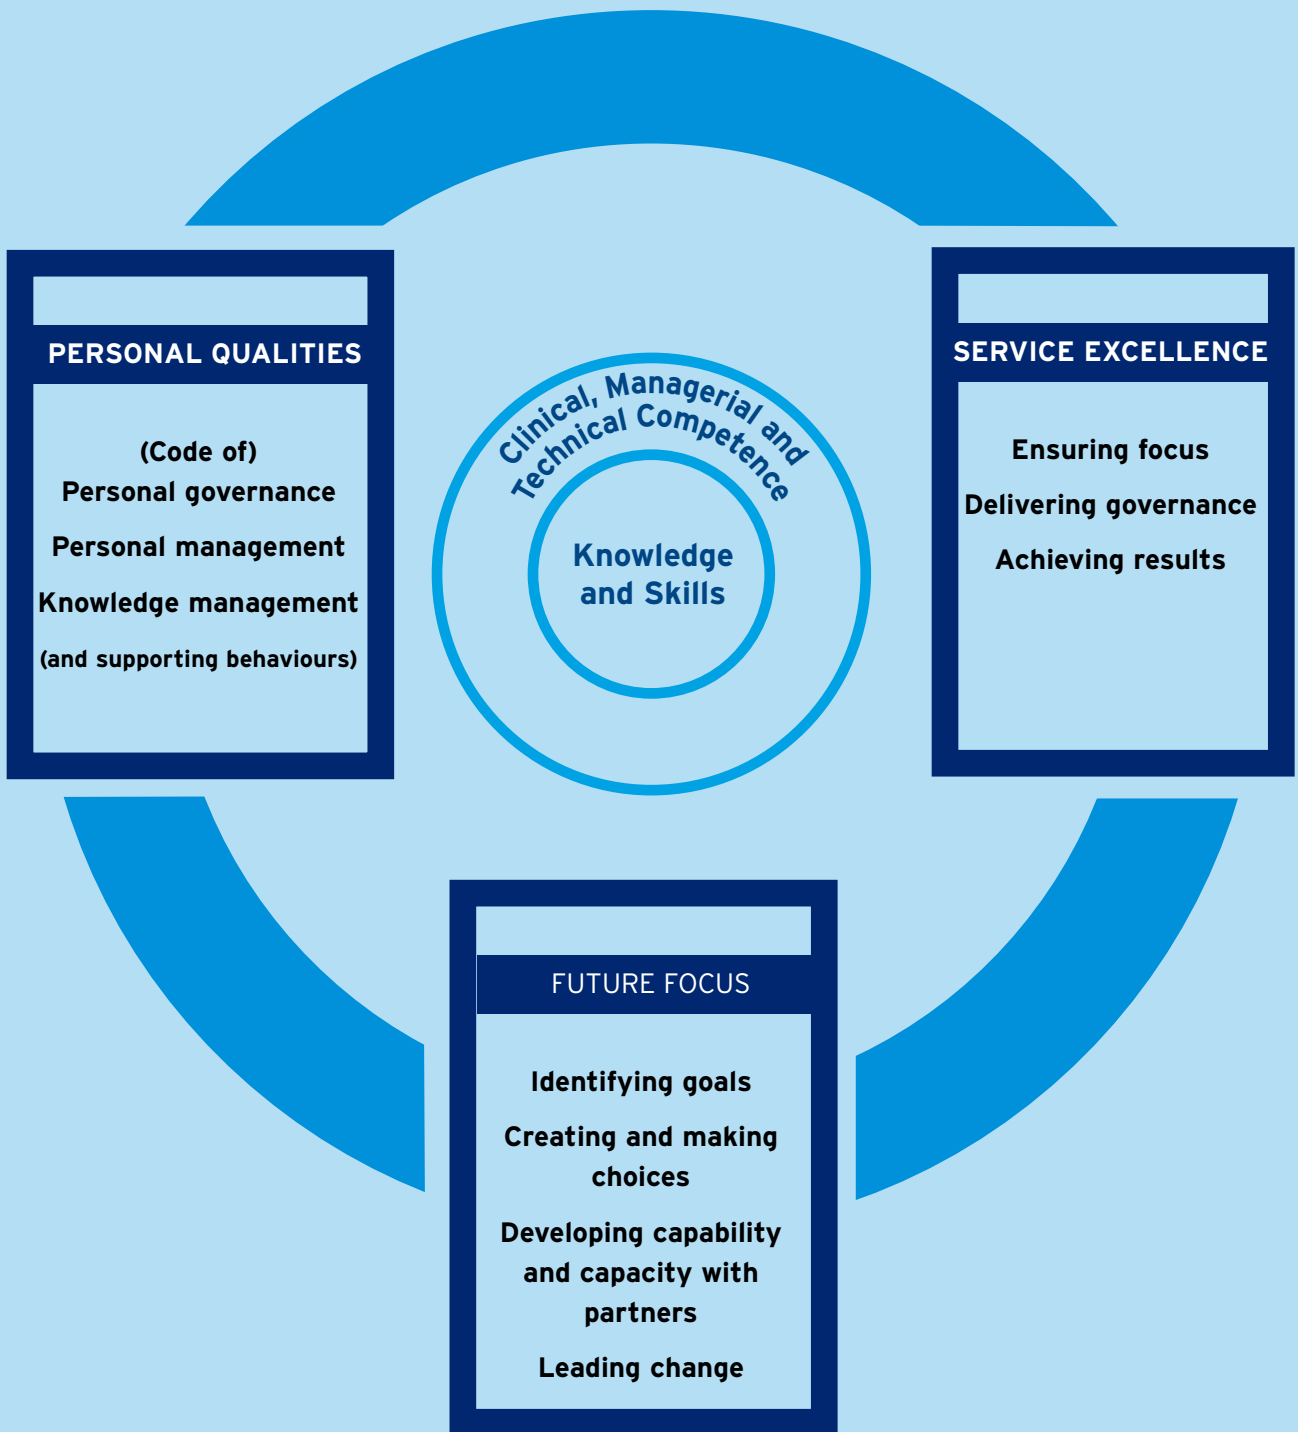 PERSONAL QUALITIES
(Code of)
Personal governance
Personal management
Knowledge management
(and supporting behaviours)
Clinical, Managerial and
Technical Competence
Knowledge
and Skills
SERVICE EXCELLENCE
Ensuring focus
Delivering governance
Achieving results
FUTURE FOCUS
Identifying goals
Creating and making
choices
Developing capability
and capacity with
partners
Leading change